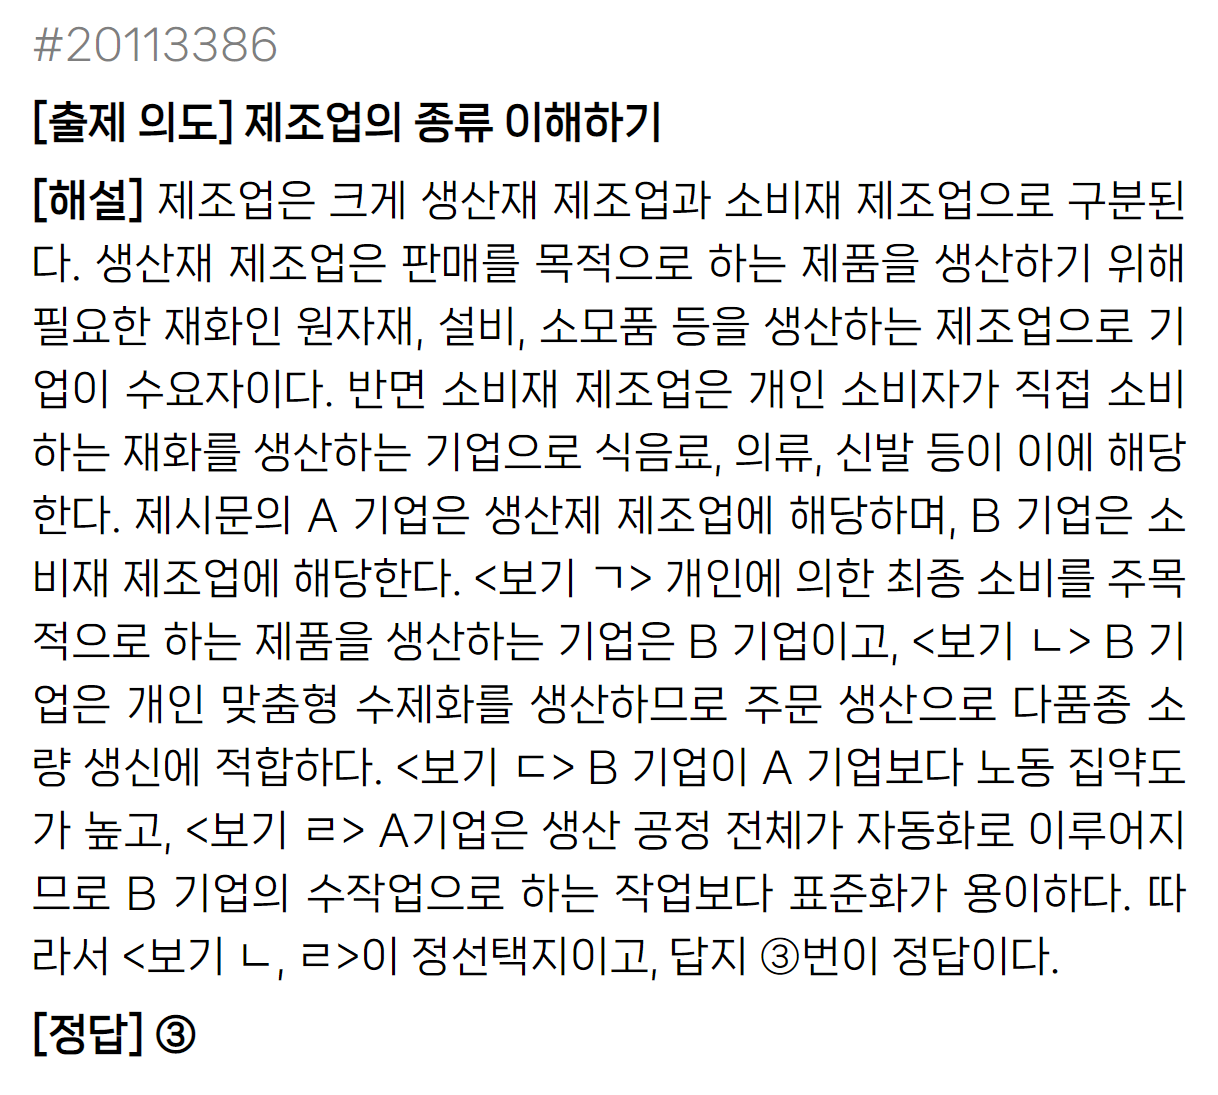 #20113386
[출제 의도] 제조업의 종류 이해하기
[해설] 제조업은 크게 생산재 제조업과 소비재 제조업으로 구분된
다. 생산재 제조업은 판매를 목적으로 하는 제품을 생산하기 위해
필요한 재화인 원자재, 설비, 소모품 등을 생산하는 제조업으로 기
업이 수요자이다. 반면 소비재 제조업은 개인 소비자가 직접 소비
하는 재화를 생산하는 기업으로 식음료, 의류, 신발 등이 이에 해당
한다. 제시문의 A 기업은 생산제 제조업에 해당하며, B 기업은 소
비재 제조업에 해당한다. <보기 ㄱ> 개인에 의한 최종 소비를 주목
적으로 하는 제품을 생산하는 기업은 B 기업이고, <보기 ㄴ> B 기
업은 개인 맞춤형 수제화를 생산하므로 주문 생산으로 다품종 소
량 생신에 적합하다. <보기 ㄷ> B 기업이 A 기업보다 노동 집약도
가 높고, <보기 ㄹ> A기업은 생산 공정 전체가 자동화로 이루어지
므로 B 기업의 수작업으로 하는 작업보다 표준화가 용이하다. 따
라서 <보기 ㄴ, ㄹ>이 정선택지이고, 답지 ③번이 정답이다.
[정답] ③